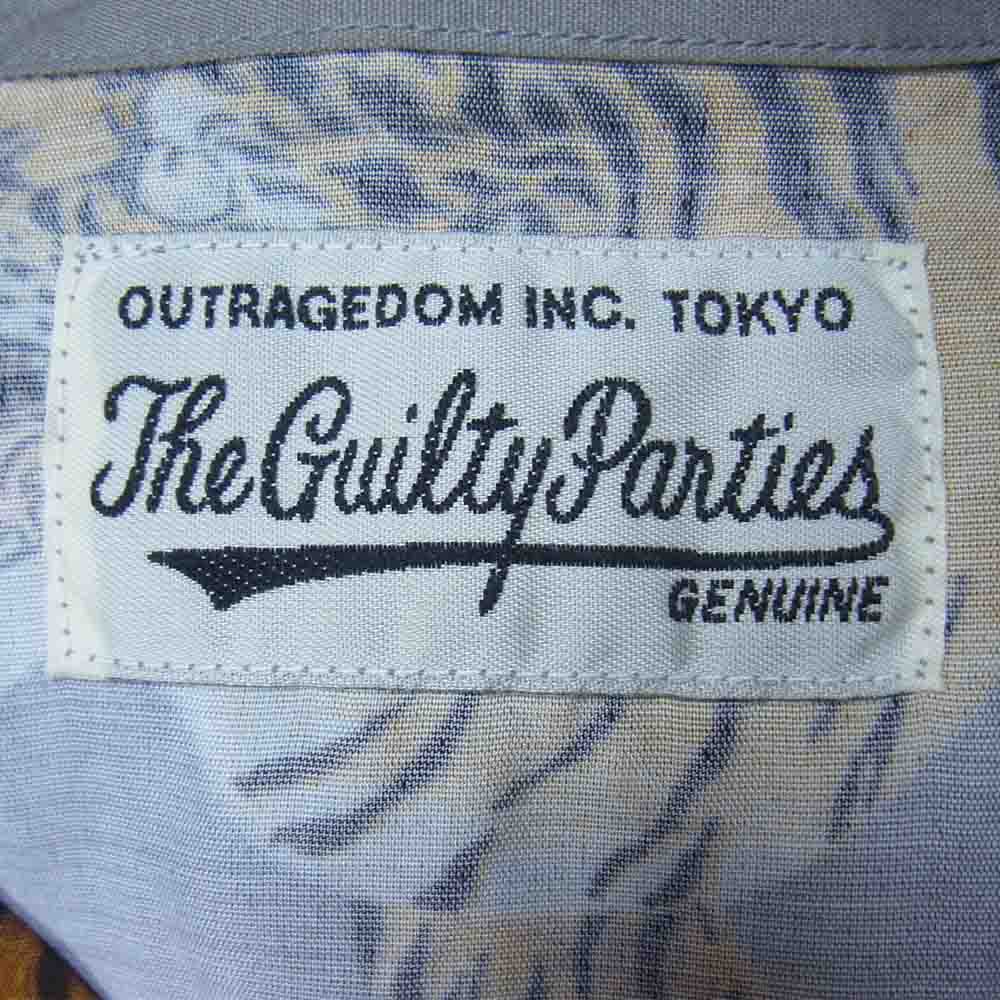 OUTRAGEDOM INC. TOKYO
The Guilty Parties
GENUINE